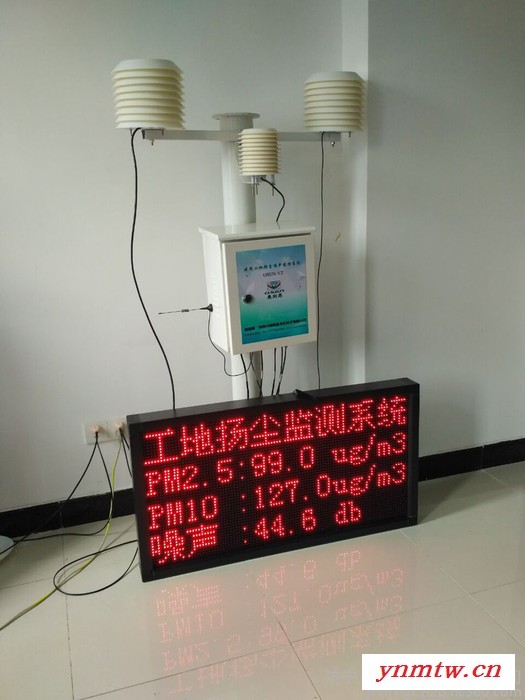 工地扬尘监测系统
PM2.5:99.0 ug/m3
PM10 :127.0ug/m3
噪声 :44.6 db
ynmtw.cn